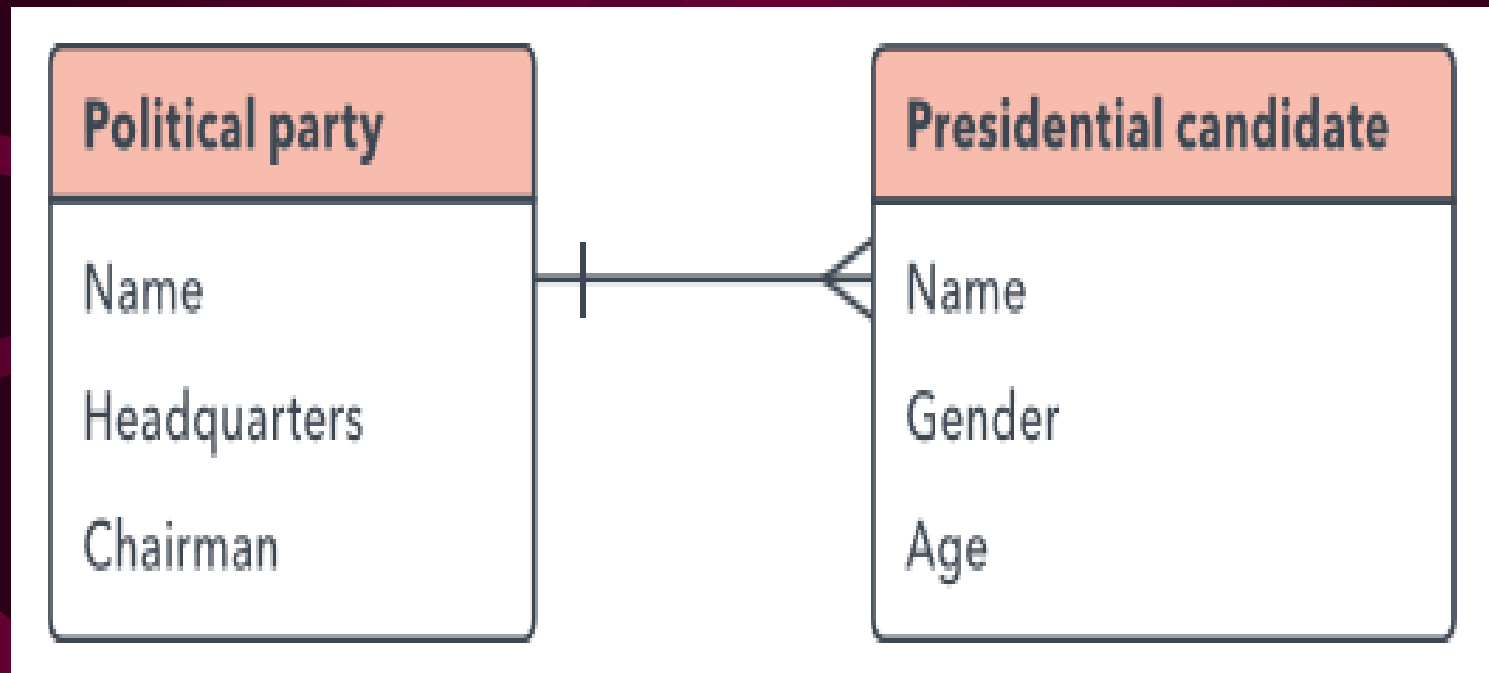 Political party
Name
Headquarters
Chairman
Presidential candidate
Name
Gender
Age